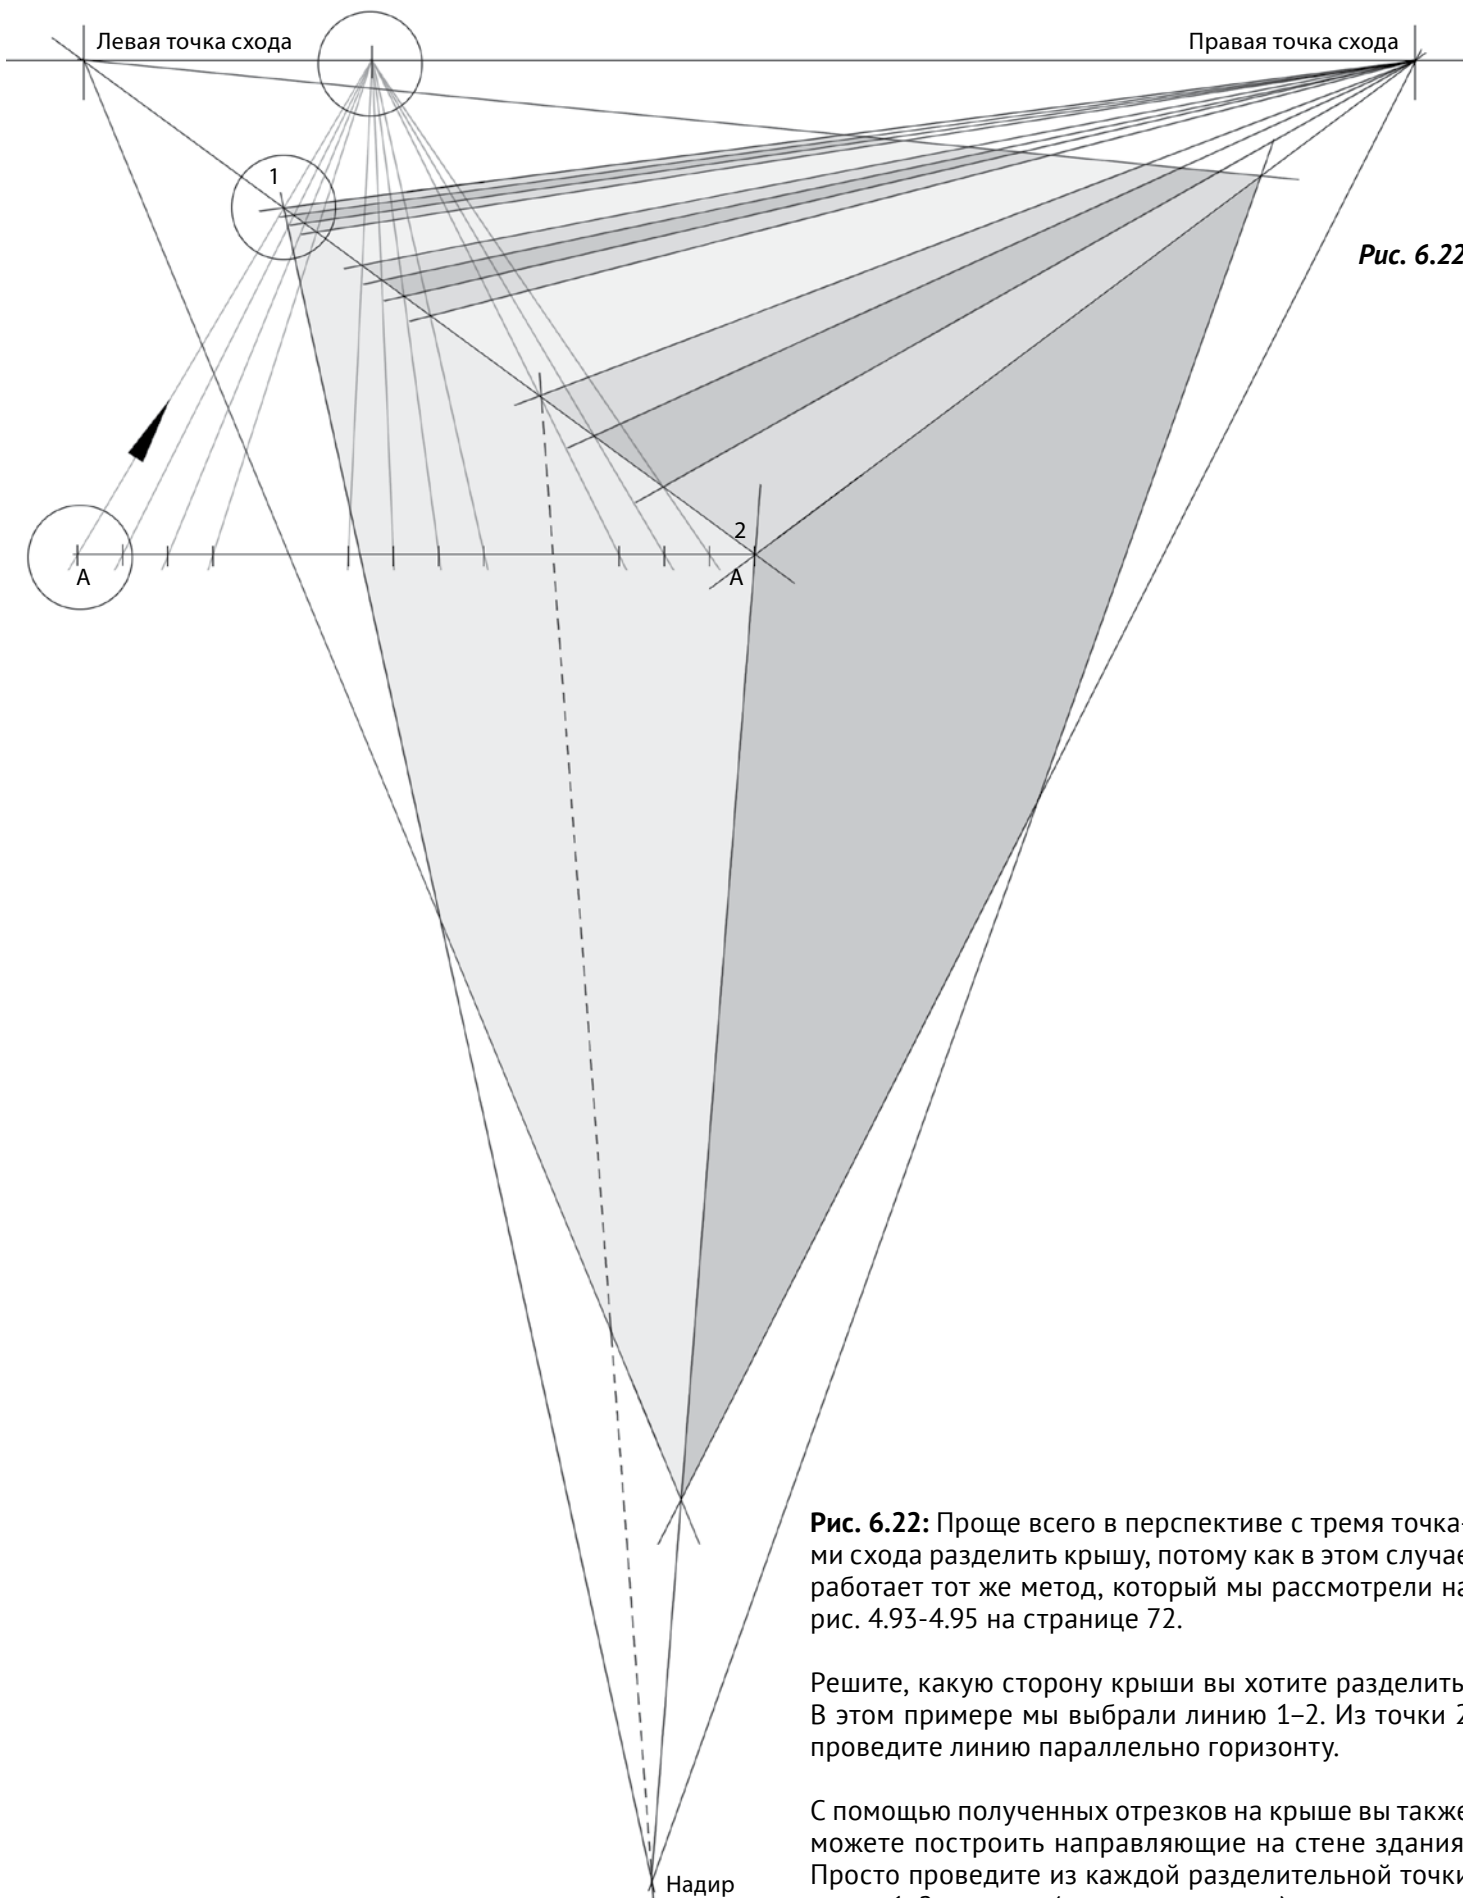 Левая точка схода
Правая точка схода
1
Рис. 6.22
2
А
А
Рис. 6.22: Проще всего в перспективе с тремя точка-
ми схода разделить крышу, потому как в этом случае
работает тот же метод, который мы рассмотрели на
рис. 4.93-4.95 на странице 72.
Решите, какую сторону крыши вы хотите разделить.
В этом примере мы выбрали линию 1–2. Из точки 2
проведите линию параллельно горизонту.
С помощью полученных отрезков на крыше вы также
можете построить направляющие на стене здания.
Просто проведите из каждой разделительной точки
Надир